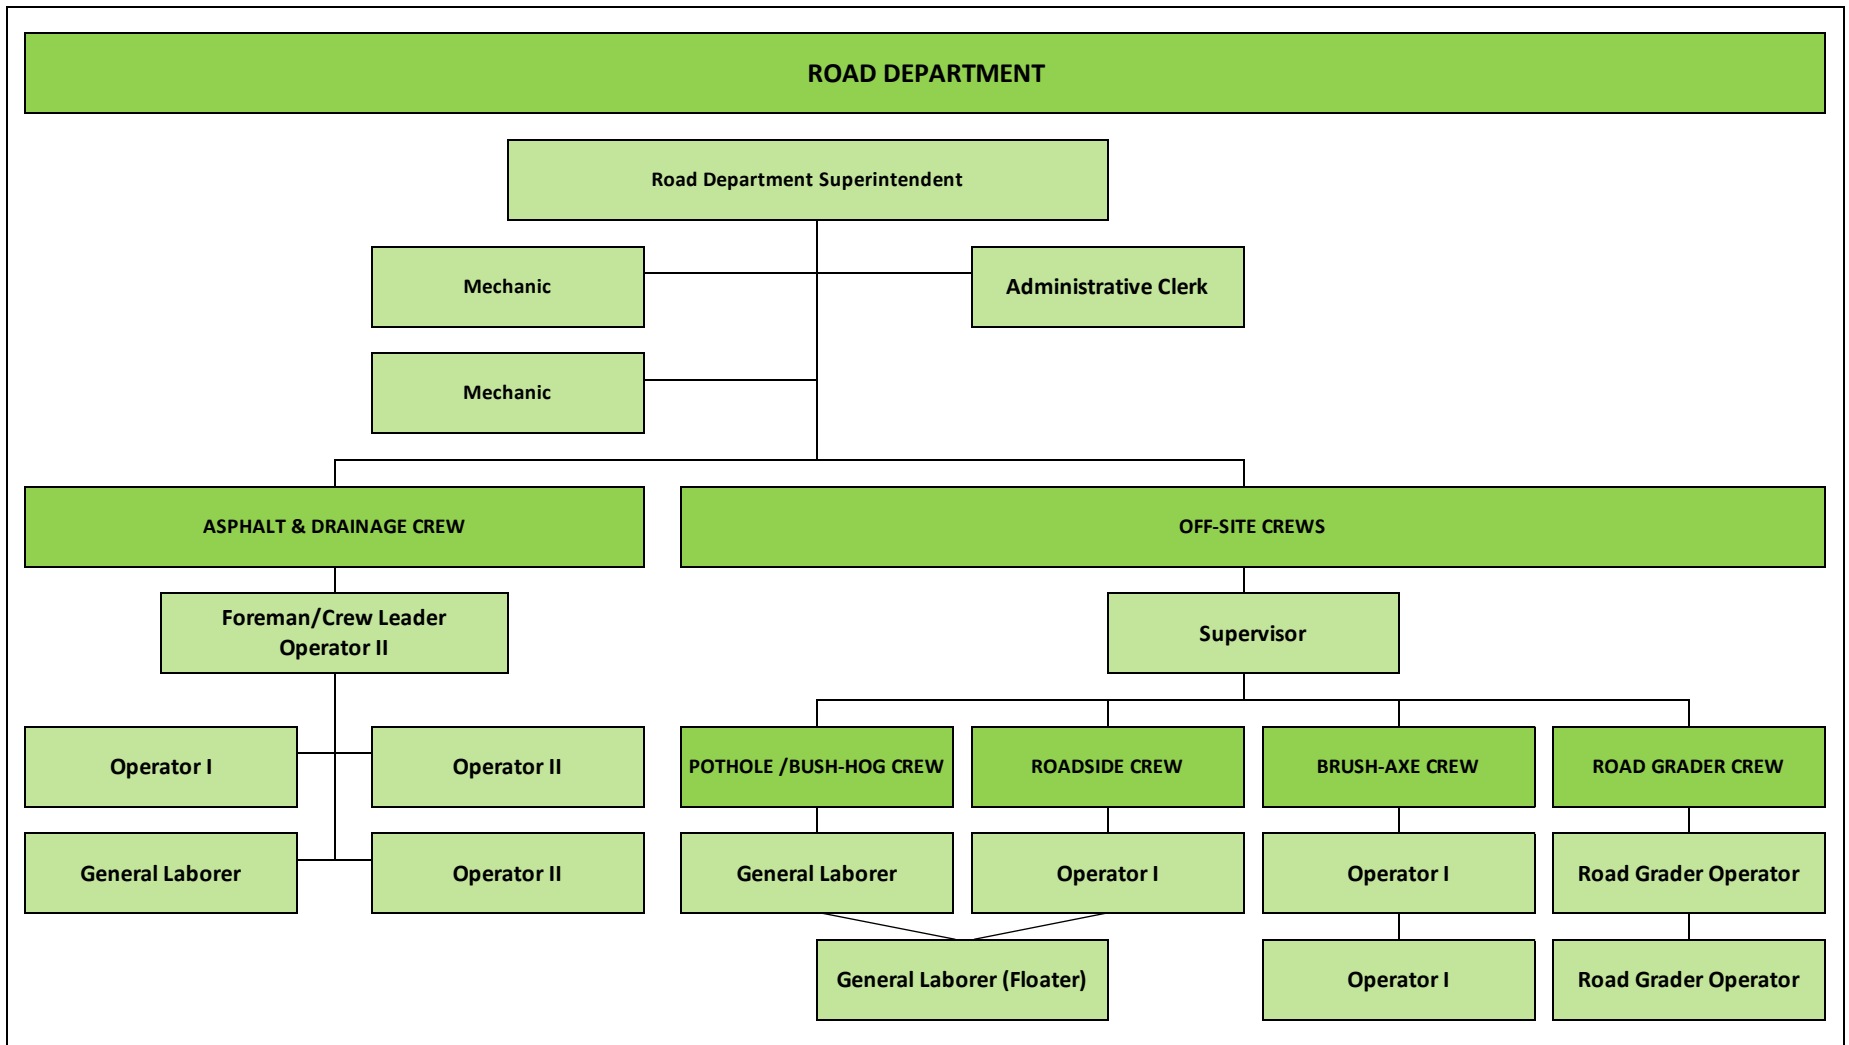 ROAD DEPARTMENT
Road Department Superintendent
Mechanic
Administrative Clerk
Mechanic
ASPHALT & DRAINAGE CREW
OFF-SITE CREWS
Foreman/Crew Leader
Operator II
Supervisor
Operator I
Operator II
POTHOLE /BUSH-HOG CREW
ROADSIDE CREW
BRUSH-AXE CREW
ROAD GRADER CREW
General Laborer
Operator II
General Laborer
Operator I
Operator I
Road Grader Operator
General Laborer (Floater)
Operator I
Road Grader Operator